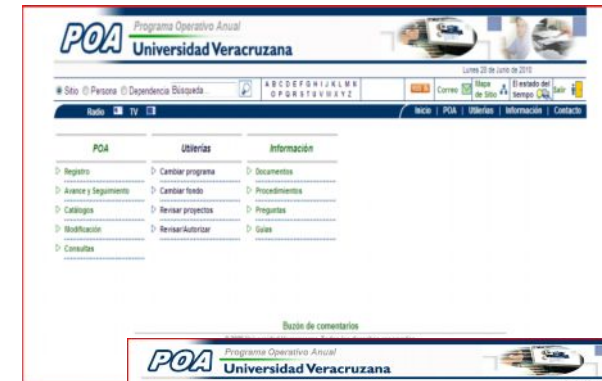 POA Programa Operativo Anual
Universidad Veracruzana
Lunes 28 de Junio de 2010
Sitio Persona Dependencia Búsqueda
A B C D E F G H I J K L M N
O P Q R S T U V W X Y Z
Correo Mapa de Sitio El estado del tiempo Salir
Radio TV
Inicio | POA | Utilerías | Información | Contacto
POA Utilerías Información
Registro Cambiar programa Documentos
Avance y Seguimiento Cambiar fondo Procedimientos
Catálogos Revisar proyectos Preguntas
Modificación Revisar/Autorizar Guías
Consultas
Buzón de comentarios
POA Programa Operativo Anual
Universidad Veracruzana